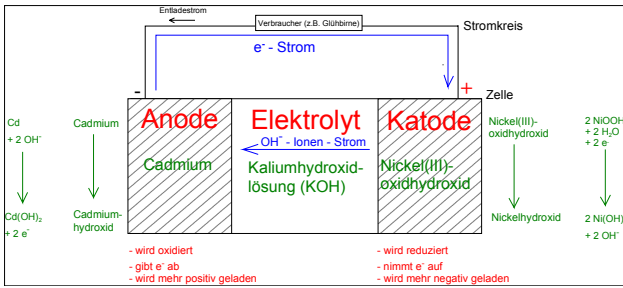 Entladestrom
Verbraucher (z.B. Glühbirne)
Stromkreis
e⁻ - Strom
-
+
Zelle
Cd
+ 2 OH⁻
Cd(OH)₂
+ 2 e⁻
Cadmium
Cadmium-
hydroxid
Anode
Cadmium
Elektrolyt
OH⁻ - Ionen - Strom
Kaliumhydroxid-
lösung (KOH)
Katode
Nickel(III)-
oxidhydroxid
Nickel(III)-
oxidhydroxid
Nickelhydroxid
2 NiOOH
+ 2 H₂O
+ 2 e⁻
2 Ni(OH)
+ 2 OH⁻
- wird oxidiert
- gibt e⁻ ab
- wird mehr positiv geladen
- wird reduziert
- nimmt e⁻ auf
- wird mehr negativ geladen